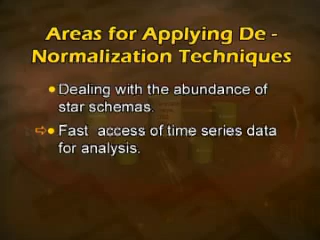 Areas for Applying De -
Normalization Techniques
Dealing with the abundance of
star schemas.
Fast access of time series data
for analysis.